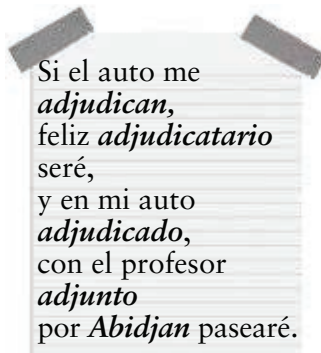 Si el auto me
adjudican,
feliz adjudicatario
seré,
y en mi auto
adjudicado,
con el profesor
adjunto
por Abidjan pasearé.